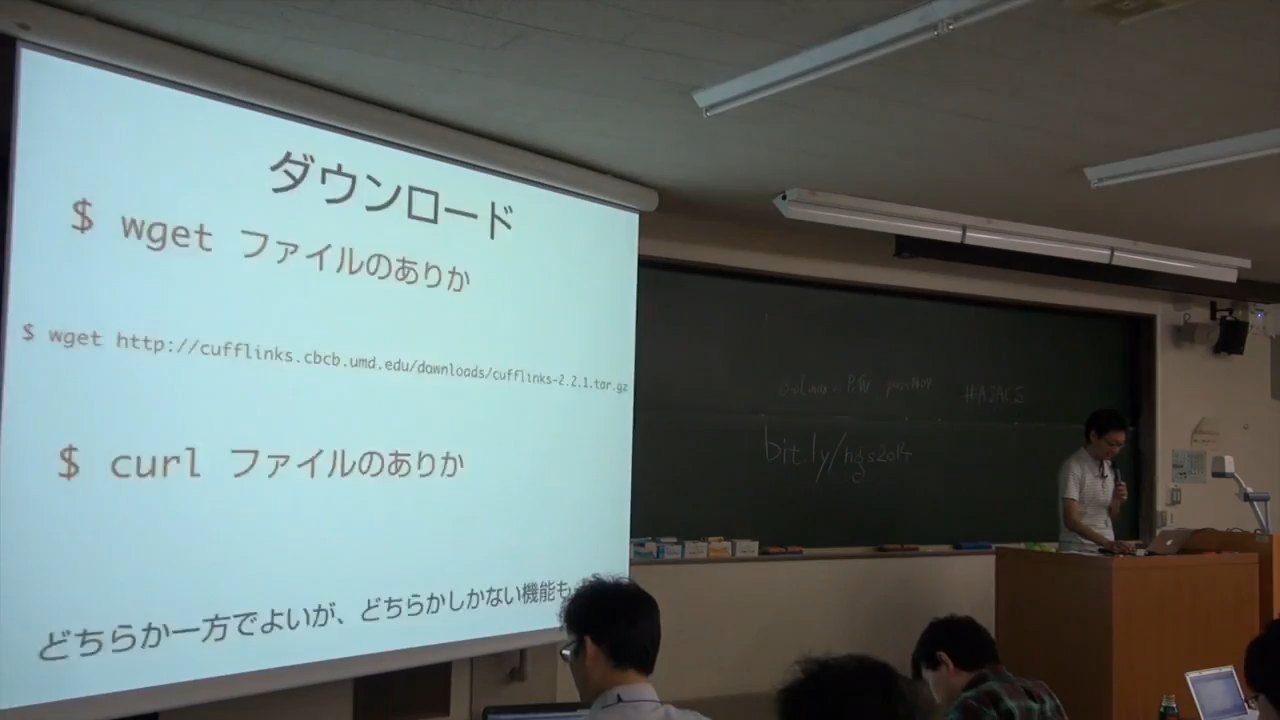 ダウンロード
$ wget ファイルのありか
$ wget http://cufflinks.cbcb.umd.edu/downloads/cufflinks-2.2.1.tar.gz
$ curl ファイルのありか
どちらか一方でよいが、どちらかしかない機能も
#AJACS
bit.ly/hgs2014